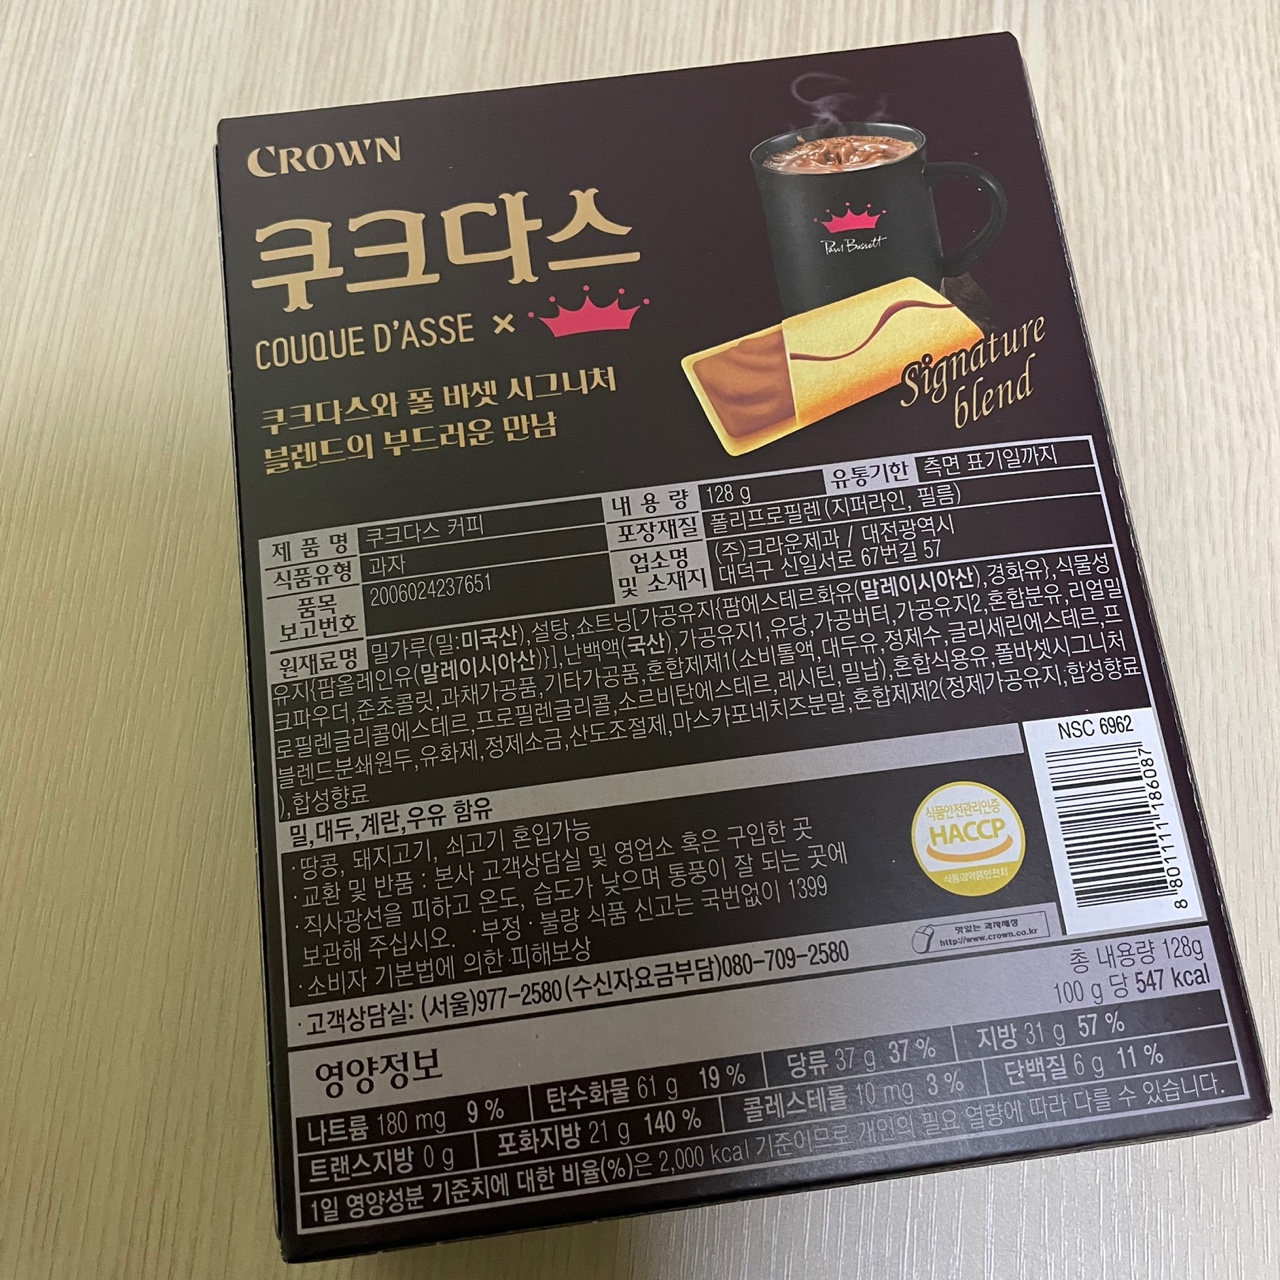 CROWN
쿠크다스
COUQUE D'ASSE ×
쿠크다스와 폴 바셋 시그니처
블렌드의 부드러운 만남
Paul Bassett
Signature
blend
제 품 명 쿠크다스 커피
내 용 량 128 g
유통기한 측면 표기일까지
식품유형 과자
포장재질 폴리프로필렌(지퍼라인, 필름)
품목
보고번호 2006024237651
업소명
및 소재지 (주)크라운제과 / 대전광역시
대덕구 신일서로 67번길 57
원재료명 밀가루(밀:미국산),설탕,쇼트닝[가공유지{팜에스테르화유(말레이시아산),경화유},식물성
유지{팜올레인유(말레이시아산)}],난백액(국산),가공유지1,유당,가공버터,가공유지2,혼합분유,리얼밀
크파우더,준초콜릿,과채가공품,기타가공품,혼합제제1(소비톨액,대두유,정제수,글리세린에스테르,프
로필렌글리콜에스테르,프로필렌글리콜,소르비탄에스테르,레시틴,밀납),혼합식용유,폴바셋시그니처
블렌드분쇄원두,유화제,정제소금,산도조절제,마스카포네치즈분말,혼합제제2(정제가공유지,합성향료
),합성향료
밀,대두,계란,우유 함유
·땅콩, 돼지고기, 쇠고기 혼입가능
·교환 및 반품 : 본사 고객상담실 및 영업소 혹은 구입한 곳
·직사광선을 피하고 온도, 습도가 낮으며 통풍이 잘 되는 곳에
보관해 주십시오. ·부정·불량 식품 신고는 국번없이 1399
·소비자 기본법에 의한 피해보상
·고객상담실: (서울)977-2580(수신자요금부담)080-709-2580
식품안전관리인증
HACCP
식품의약품안전처
NSC 6962
8 801111 186087
맛있는 과자세상
http://www.crown.co.kr
영양정보
총 내용량 128g
100 g 당 547 kcal
나트륨 180 mg 9 % 탄수화물 61 g 19 % 당류 37 g 37 % 지방 31 g 57 %
트랜스지방 0 g 포화지방 21 g 140 % 콜레스테롤 10 mg 3 % 단백질 6 g 11 %
1일 영양성분 기준치에 대한 비율(%)은 2,000 kcal 기준이므로 개인의 필요 열량에 따라 다를 수 있습니다.